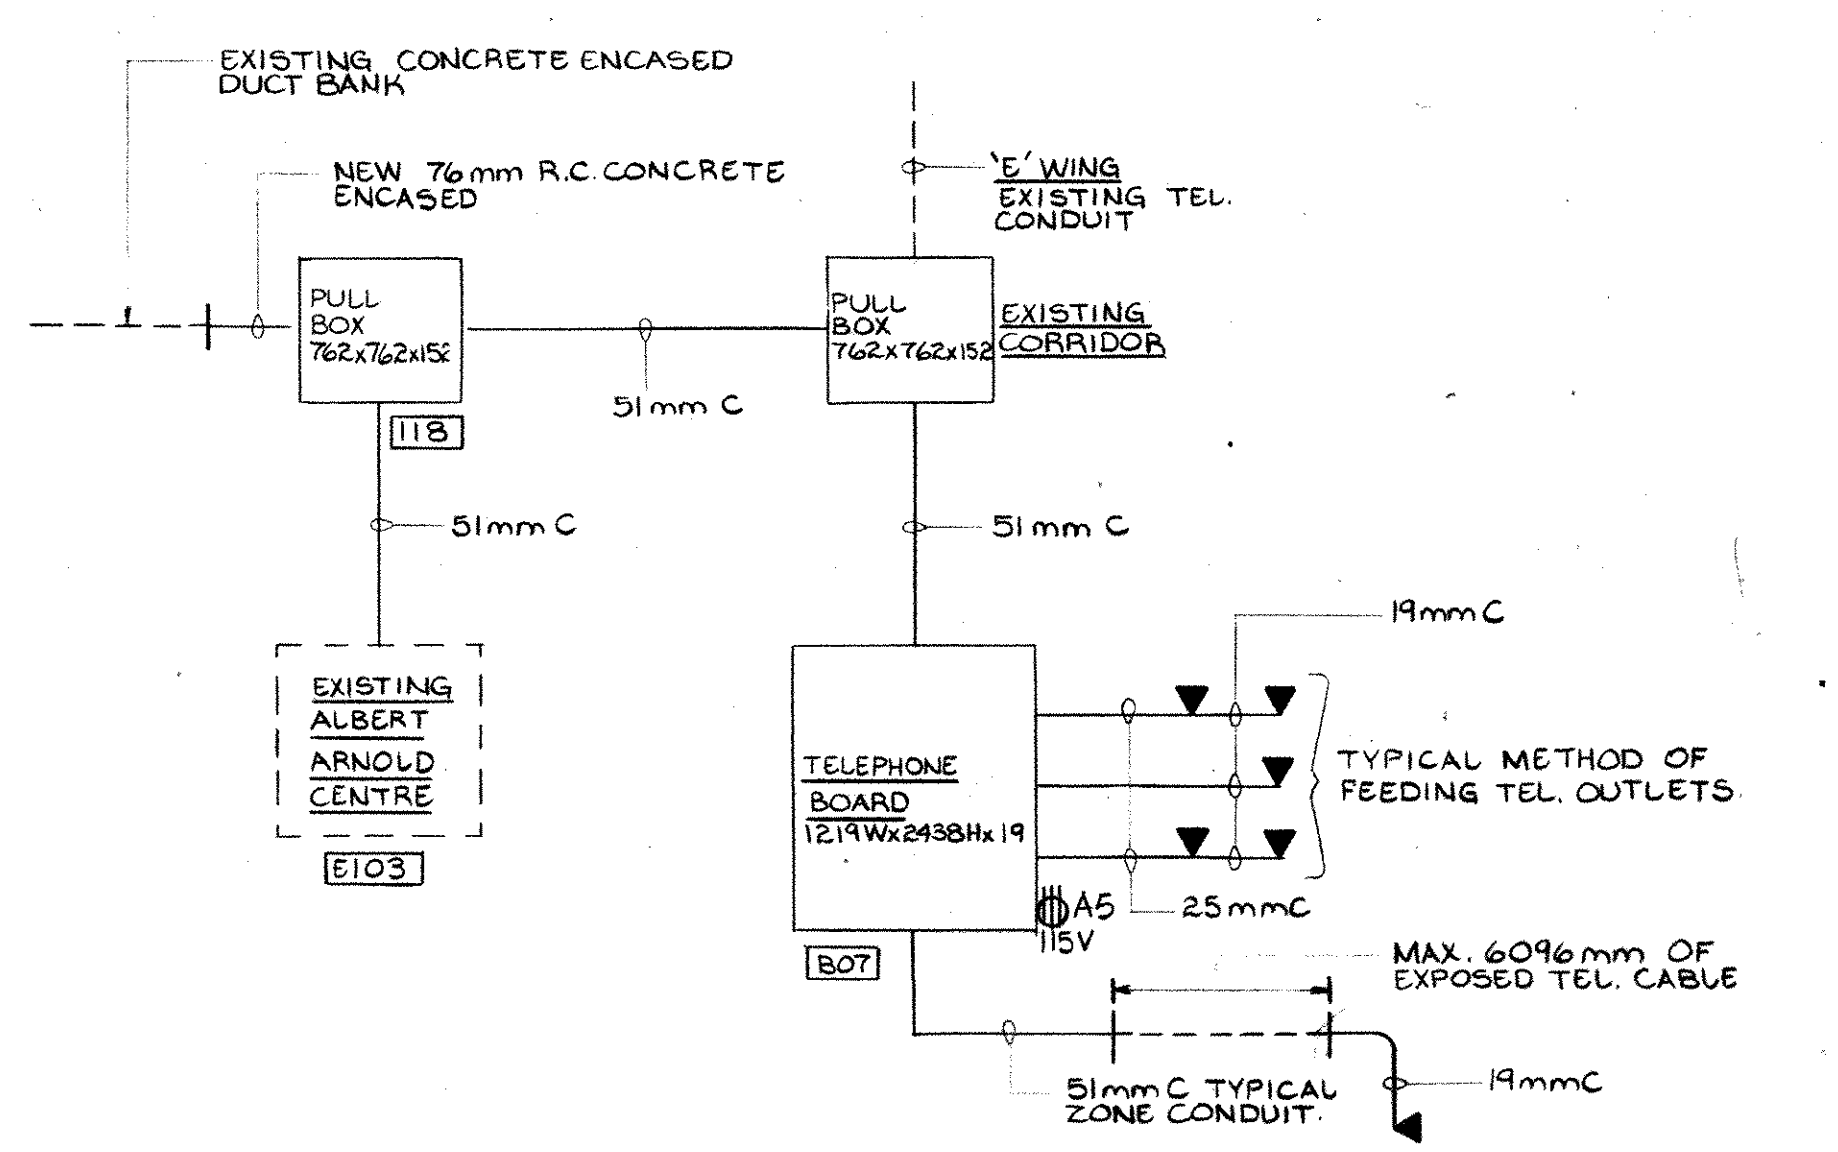 EXISTING CONCRETE ENCASED
DUCT BANK
NEW 76mm R.C. CONCRETE
ENCASED
'E' WING
EXISTING TEL.
CONDUIT
PULL
BOX
762x762x152
PULL
BOX
762x762x152
EXISTING
CORRIDOR
51mm C
118
51mm C
51mm C
19mm C
EXISTING
ALBERT
ARNOLD
CENTRE
E103
TELEPHONE
BOARD
1219Wx2438Hx19
TYPICAL METHOD OF
FEEDING TEL. OUTLETS.
A5
115V
25mmC
B07
MAX. 6096mm OF
EXPOSED TEL. CABLE
51mm C TYPICAL
ZONE CONDUIT.
19mmC